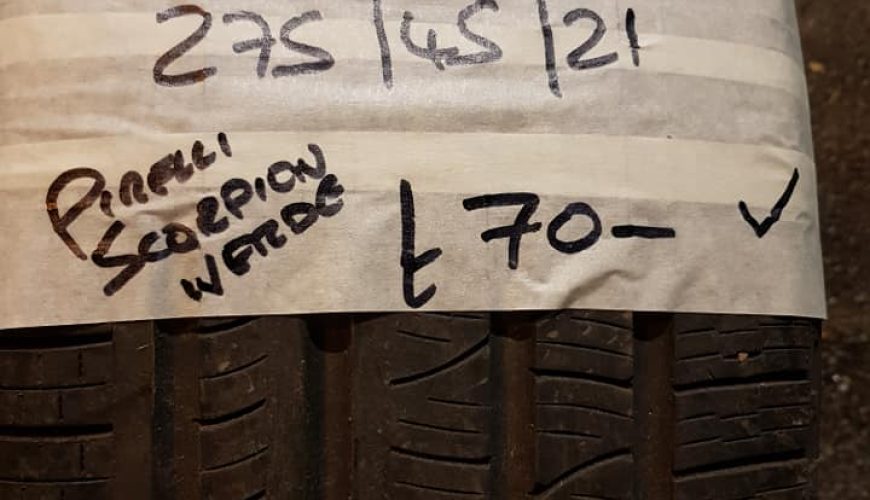 275/45/21
PIRELLI
SCORPION
WERDE
£70-